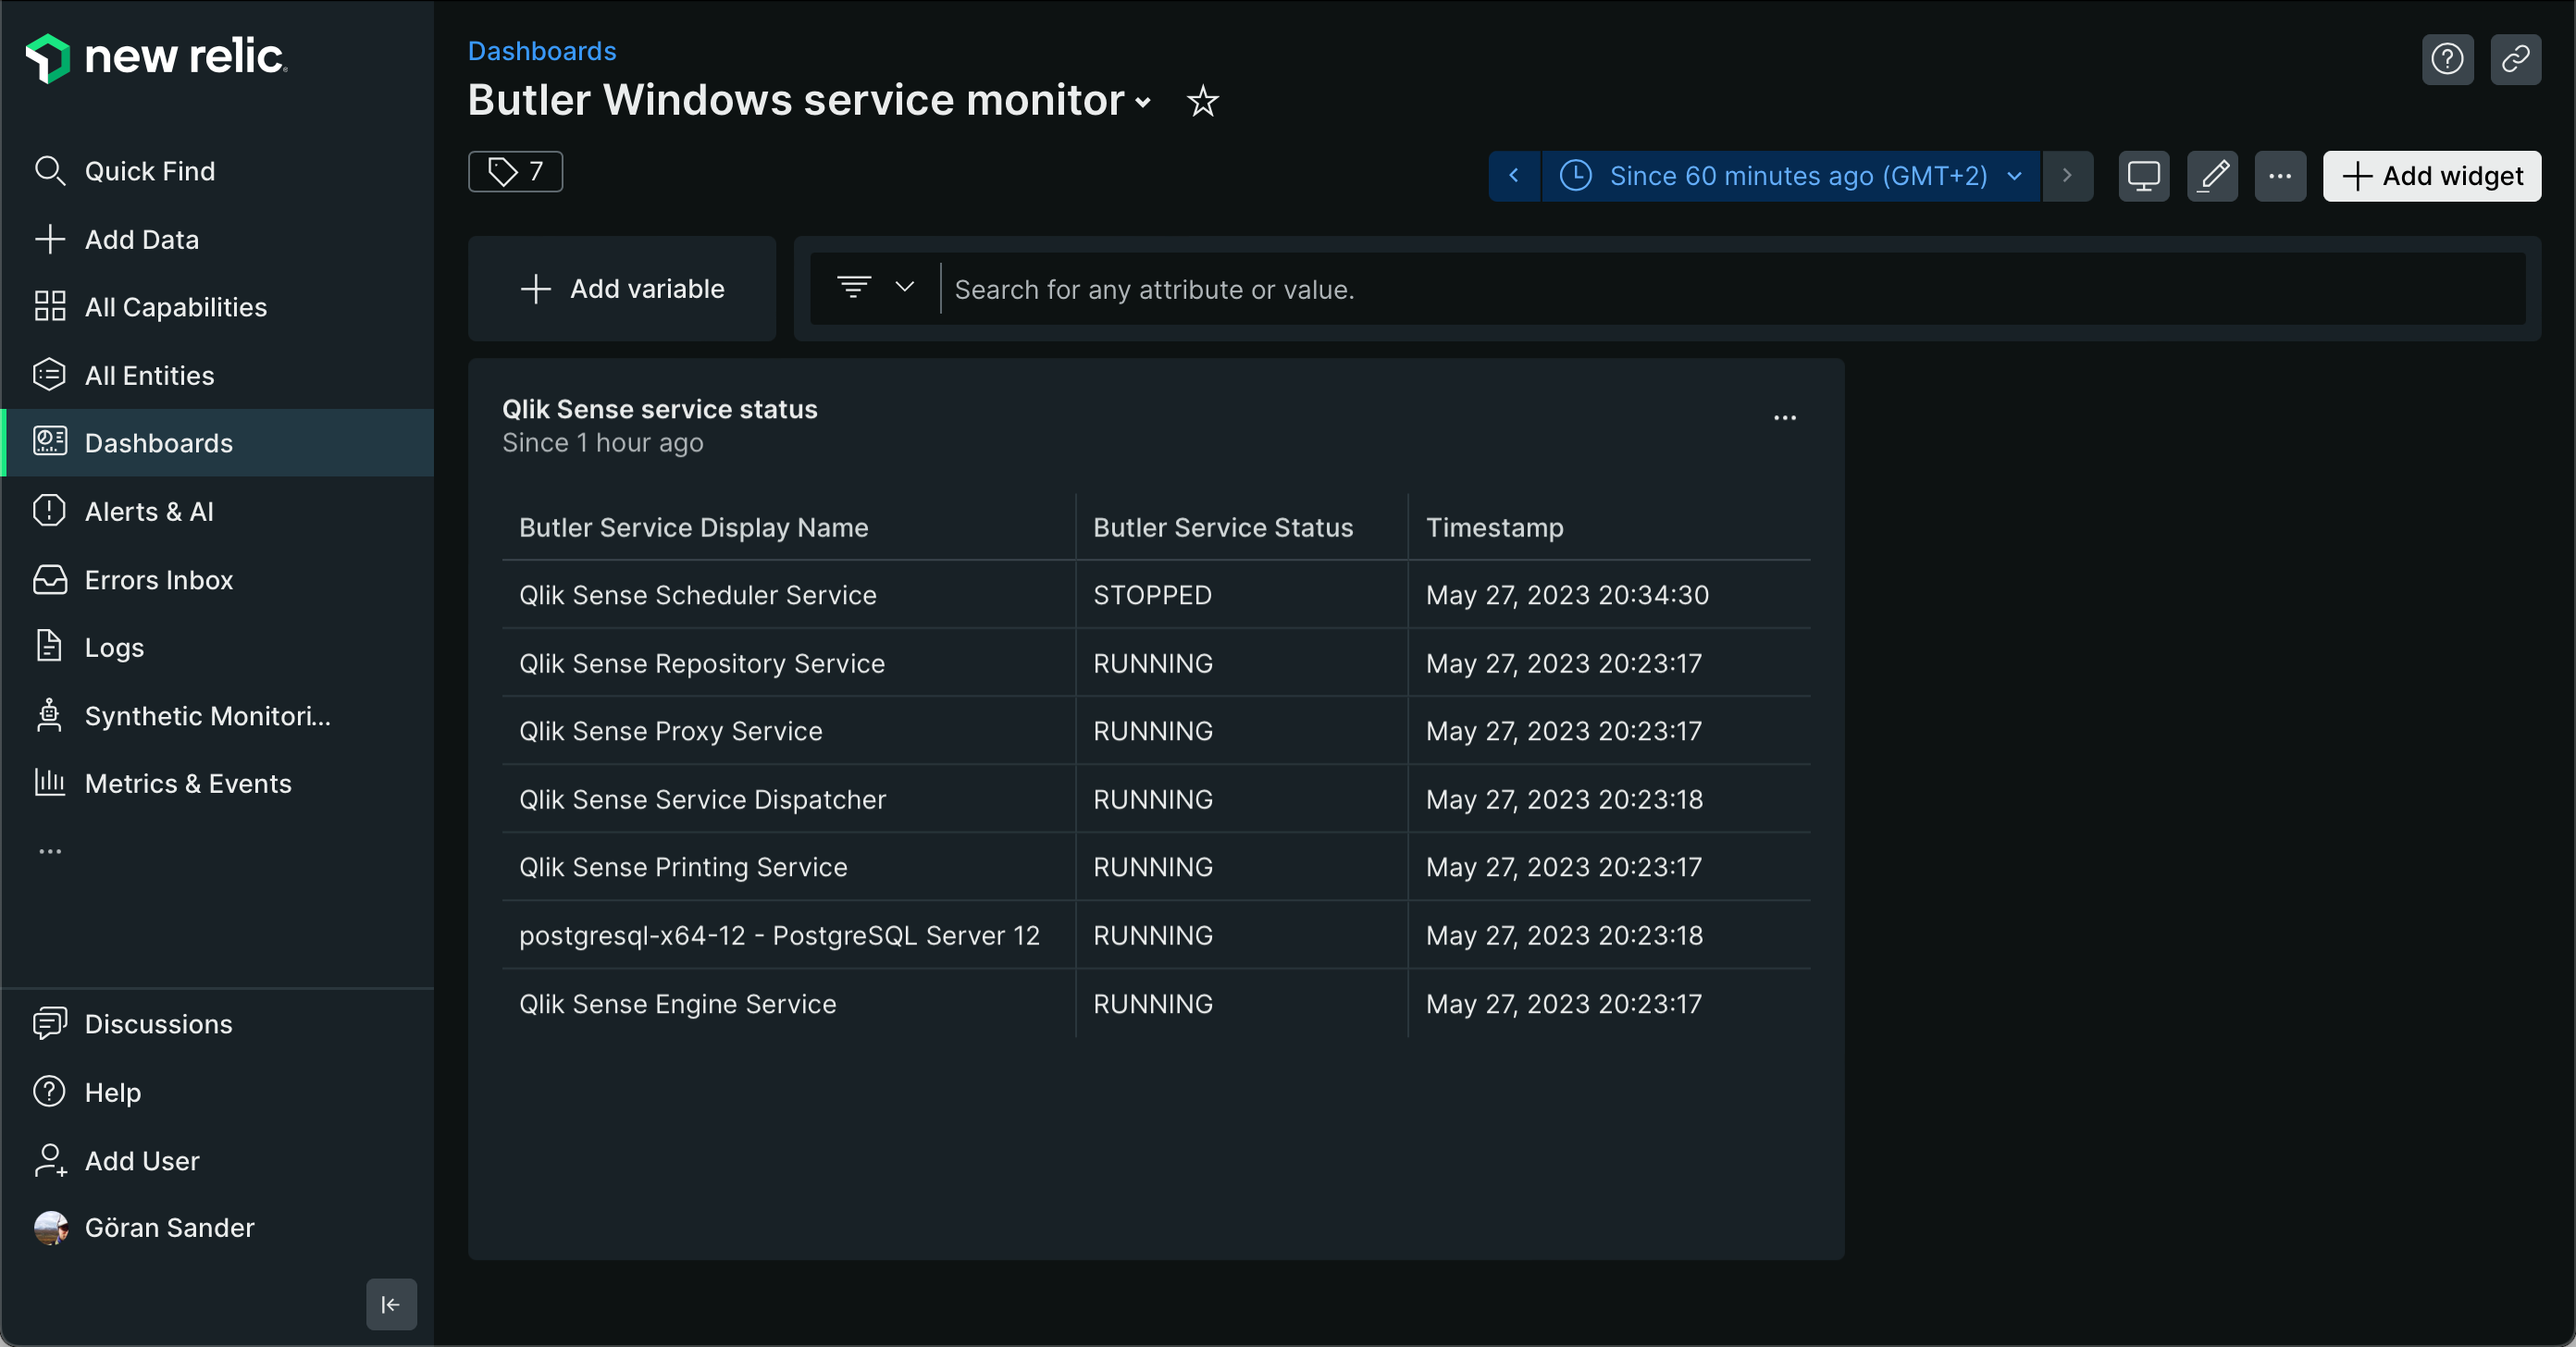 new relic
Quick Find
Add Data
All Capabilities
All Entities
Dashboards
Alerts & AI
Errors Inbox
Logs
Synthetic Monitori...
Metrics & Events
...
Discussions
Help
Add User
Göran Sander
Dashboards
Butler Windows service monitor
7
Since 60 minutes ago (GMT+2)
Add widget
Add variable
Search for any attribute or value.
Qlik Sense service status
Since 1 hour ago
Butler Service Display Name Butler Service Status Timestamp
Qlik Sense Scheduler Service STOPPED May 27, 2023 20:34:30
Qlik Sense Repository Service RUNNING May 27, 2023 20:23:17
Qlik Sense Proxy Service RUNNING May 27, 2023 20:23:17
Qlik Sense Service Dispatcher RUNNING May 27, 2023 20:23:18
Qlik Sense Printing Service RUNNING May 27, 2023 20:23:17
postgresql-x64-12 - PostgreSQL Server 12 RUNNING May 27, 2023 20:23:18
Qlik Sense Engine Service RUNNING May 27, 2023 20:23:17